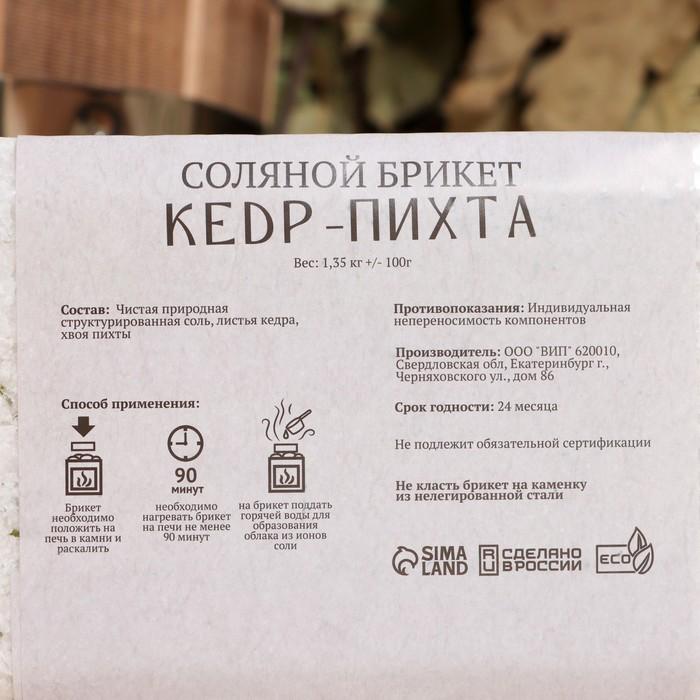 СОЛЯНОЙ БРИКЕТ
КЕДР-ПИХТА
Вес: 1,35 кг +/- 100г
Состав: Чистая природная
структурированная соль, листья кедра,
хвоя пихты
Способ применения:
Брикет
необходимо
положить на
печь в камни и
раскалить
90
минут
необходимо
нагревать брикет
на печи не менее
90 минут
на брикет поддать
горячей воды для
образования
облака из ионов
соли
Противопоказания: Индивидуальная
непереносимость компонентов
Производитель: ООО "ВИП" 620010,
Свердловская обл, Екатеринбург г.,
Черняховского ул., дом 86
Срок годности: 24 месяца
Не подлежит обязательной сертификации
Не класть брикет на каменку
из нелегированной стали
SIMA
LAND
RU
СДЕЛАНО
В РОССИИ
ECO